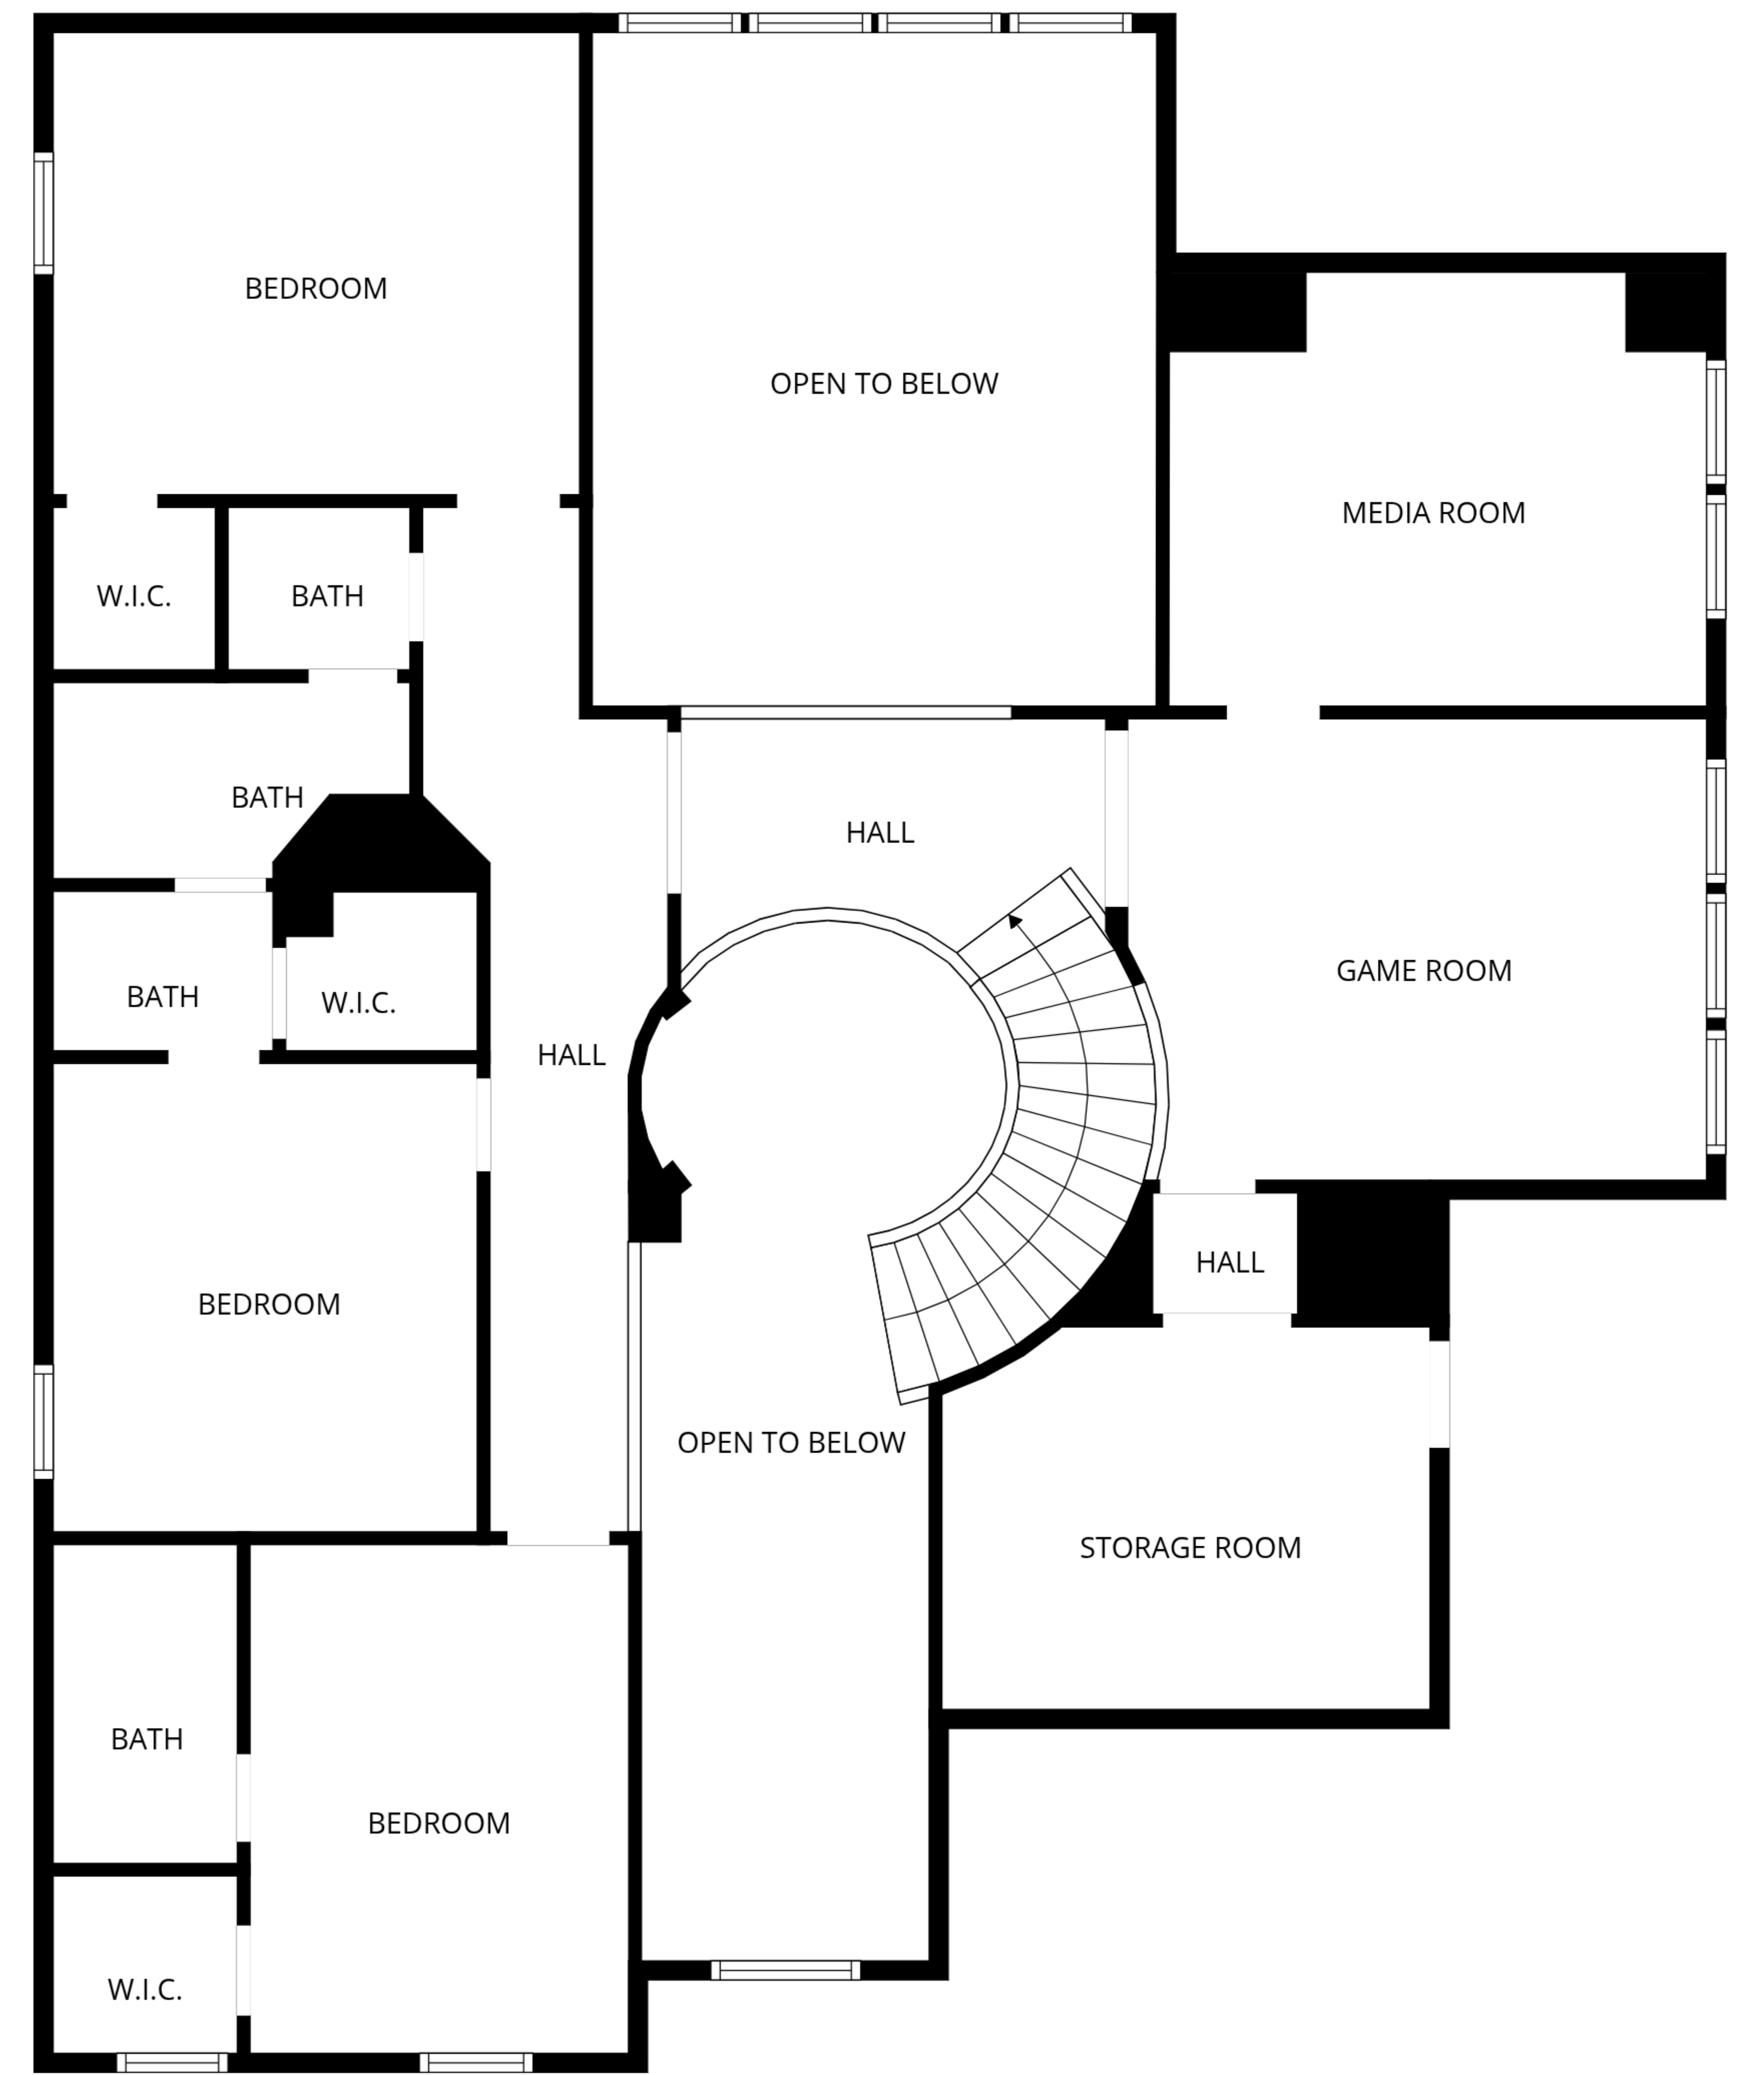 BEDROOM
OPEN TO BELOW
MEDIA ROOM
W.I.C.
BATH
BATH
HALL
GAME ROOM
BATH
W.I.C.
HALL
HALL
BEDROOM
OPEN TO BELOW
STORAGE ROOM
BATH
BEDROOM
W.I.C.